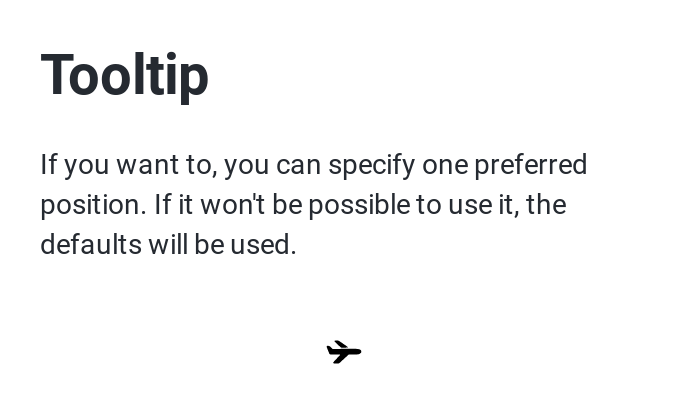 Tooltip
If you want to, you can specify one preferred
position. If it won't be possible to use it, the
defaults will be used.